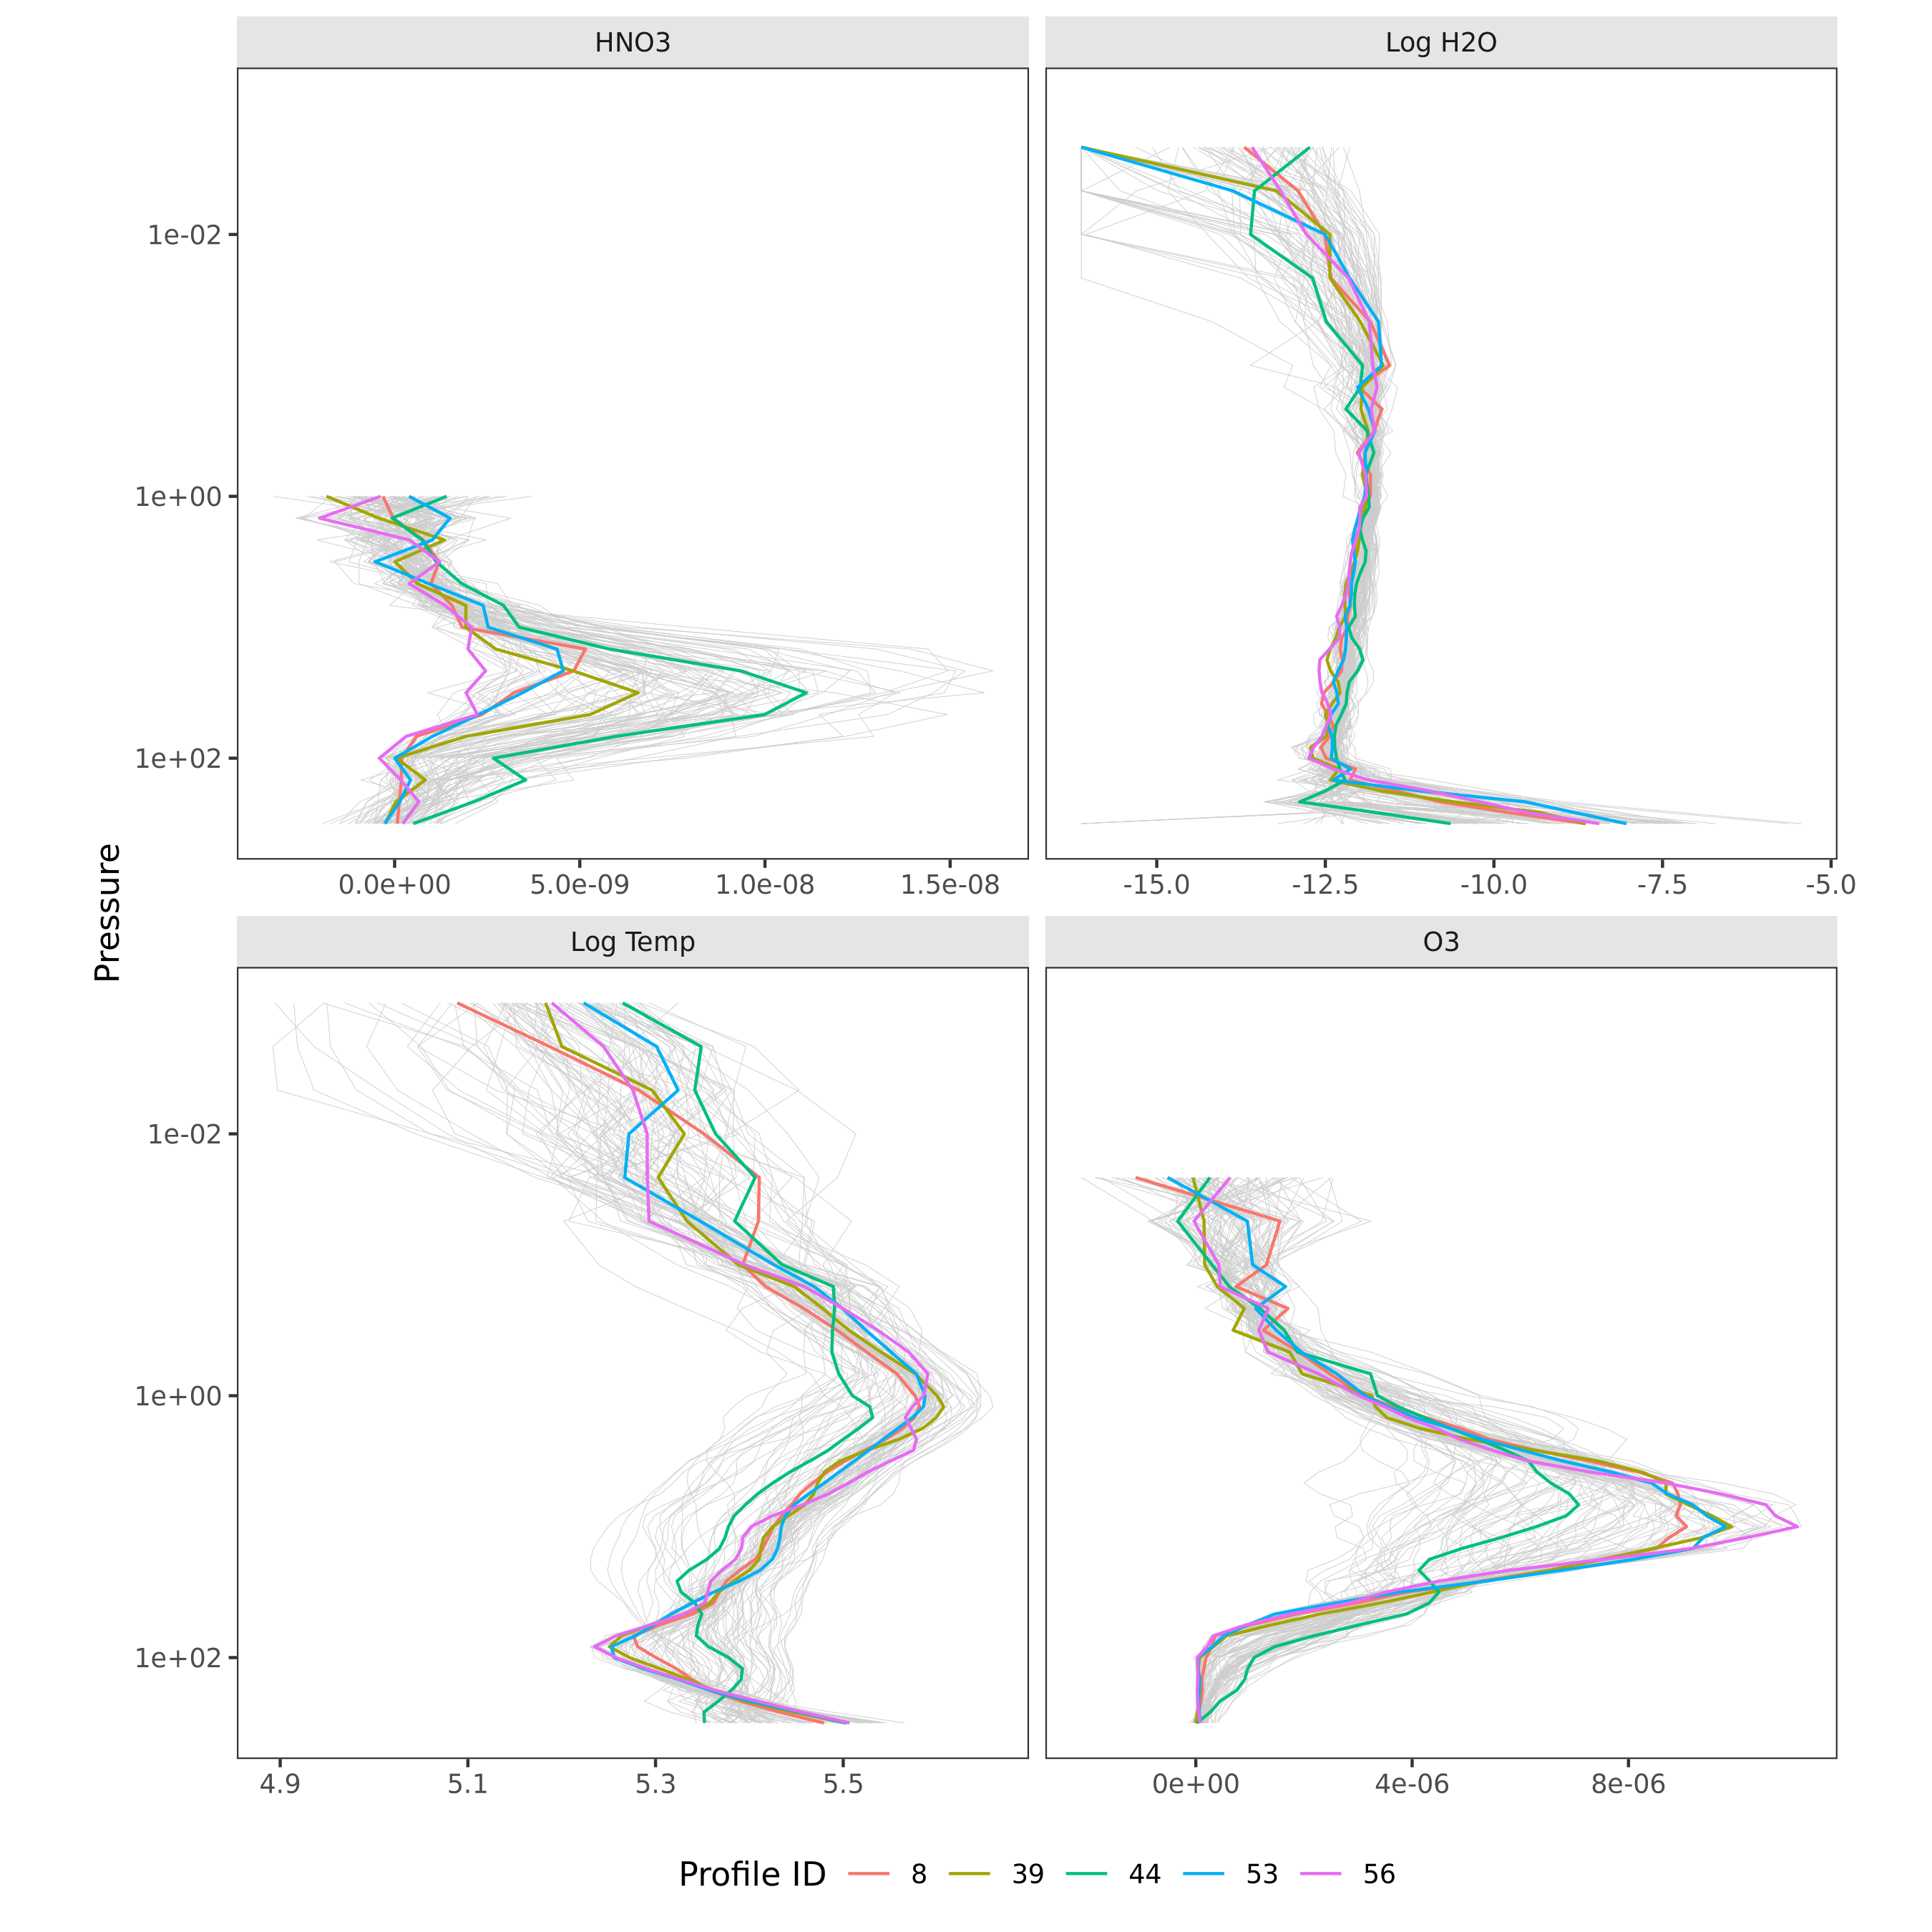 HNO3
Log H2O
1e-02
1e+00
1e+02
0.0e+00 5.0e-09 1.0e-08 1.5e-08
-15.0 -12.5 -10.0 -7.5 -5.0
Pressure
Log Temp
O3
1e-02
1e+00
1e+02
4.9 5.1 5.3 5.5
0e+00 4e-06 8e-06
Profile ID 8 39 44 53 56